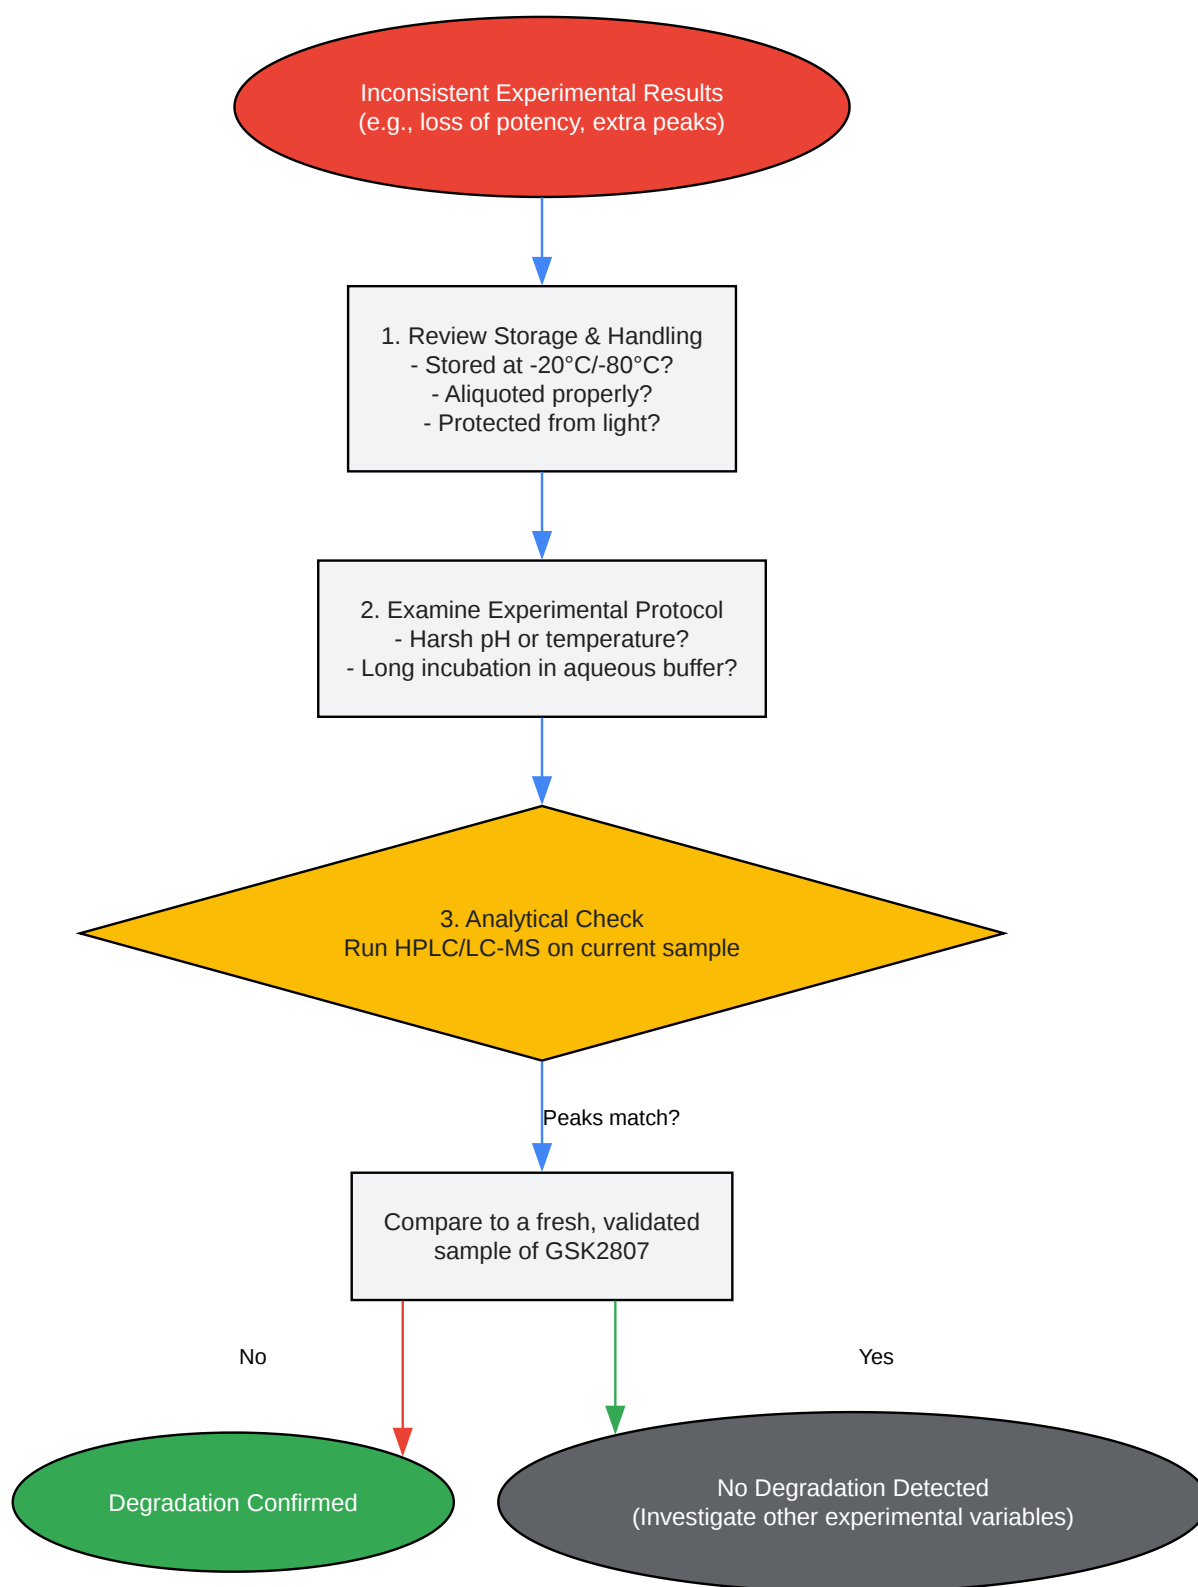 Inconsistent Experimental Results
(e.g., loss of potency, extra peaks)
1. Review Storage & Handling
- Stored at -20°C/-80°C?
- Aliquoted properly?
- Protected from light?
2. Examine Experimental Protocol
- Harsh pH or temperature?
- Long incubation in aqueous buffer?
3. Analytical Check
Run HPLC/LC-MS on current sample
Peaks match?
Compare to a fresh, validated
sample of GSK2807
No
Yes
Degradation Confirmed
No Degradation Detected
(Investigate other experimental variables)